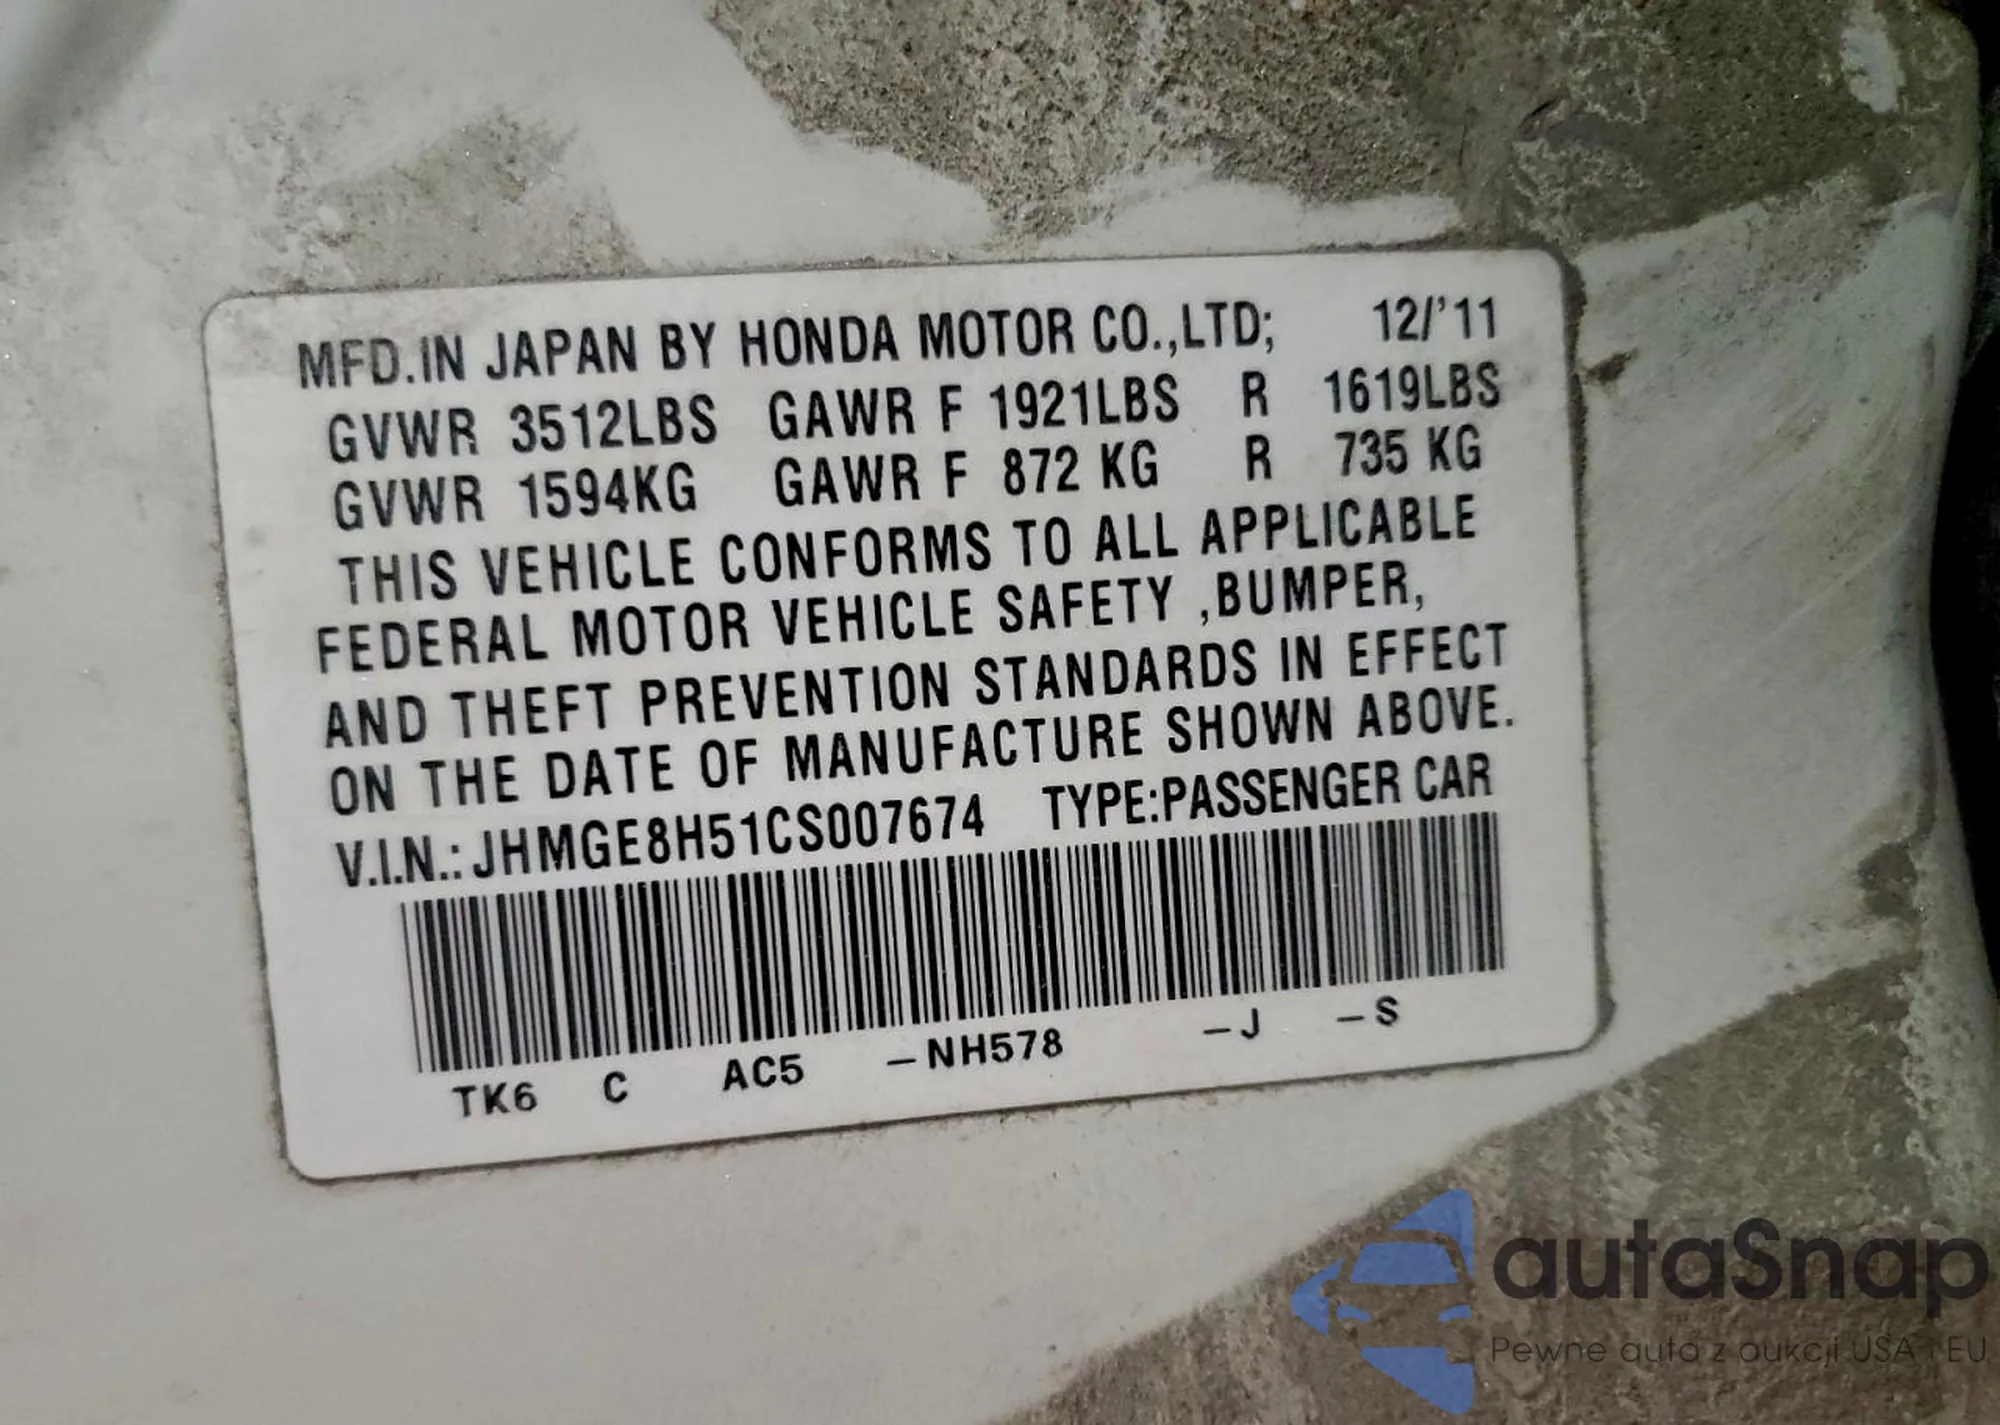 MFD.IN JAPAN BY HONDA MOTOR CO.,LTD; 12/'11
GVWR 3512LBS GAWR F 1921LBS R 1619LBS
GVWR 1594KG GAWR F 872 KG R 735 KG
THIS VEHICLE CONFORMS TO ALL APPLICABLE
FEDERAL MOTOR VEHICLE SAFETY ,BUMPER,
AND THEFT PREVENTION STANDARDS IN EFFECT
ON THE DATE OF MANUFACTURE SHOWN ABOVE.
V.I.N.: JHMGE8H51CS007674 TYPE:PASSENGER CAR
TK6 C AC5 –NH578 –J –S
autaSnap
Pewne auta z aukcji USA i EU